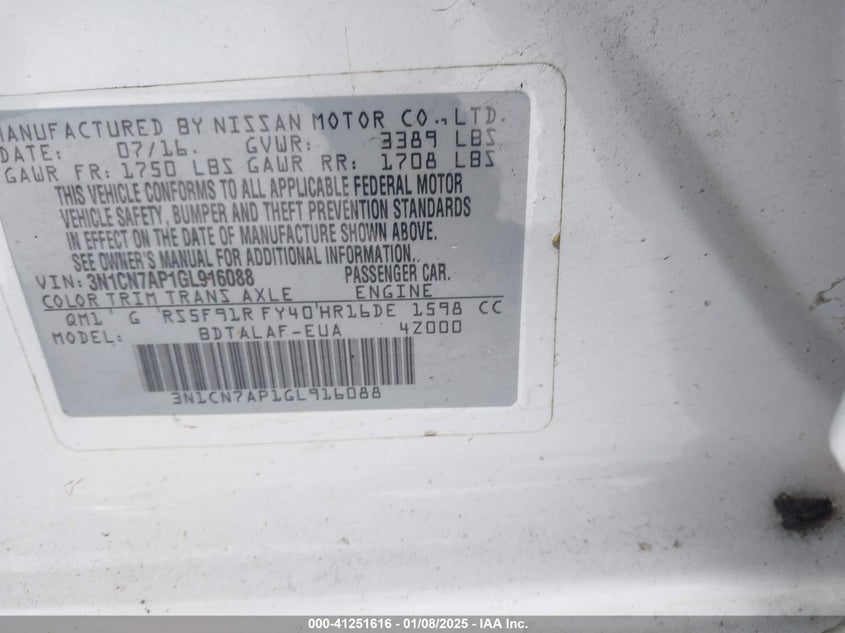 MANUFACTURED BY NISSAN MOTOR CO., LTD.
DATE: 07/16. GVWR: 3389 LBS
GAWR FR: 1750 LBS GAWR RR: 1708 LBS
THIS VEHICLE CONFORMS TO ALL APPLICABLE FEDERAL MOTOR
VEHICLE SAFETY, BUMPER AND THEFT PREVENTION STANDARDS
IN EFFECT ON THE DATE OF MANUFACTURE SHOWN ABOVE.
SEE OWNER'S MANUAL FOR ADDITIONAL INFORMATION.
VIN: 3N1CN7AP1GL916088 PASSENGER CAR.
COLOR TRIM TRANS AXLE ENGINE
QM1 G RS5F91R FY40 HR16DE 1598 CC
MODEL: BDTALAF-EUA 4Z000
3N1CN7AP1GL916088
000-41251616 - 01/08/2025 - IAA Inc.